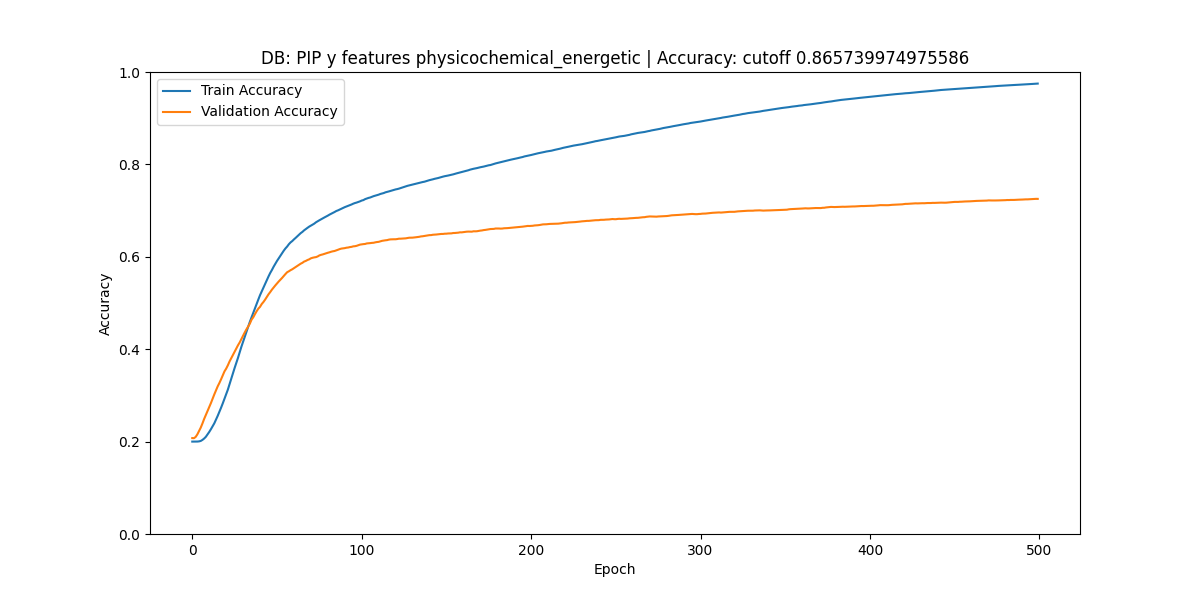 DB: PIP y features physicochemical_energetic | Accuracy: cutoff 0.865739974975586
1.0
Train Accuracy
Validation Accuracy
0.8
0.6
Accuracy
0.4
0.2
0.0
0 100 200 300 400 500
Epoch